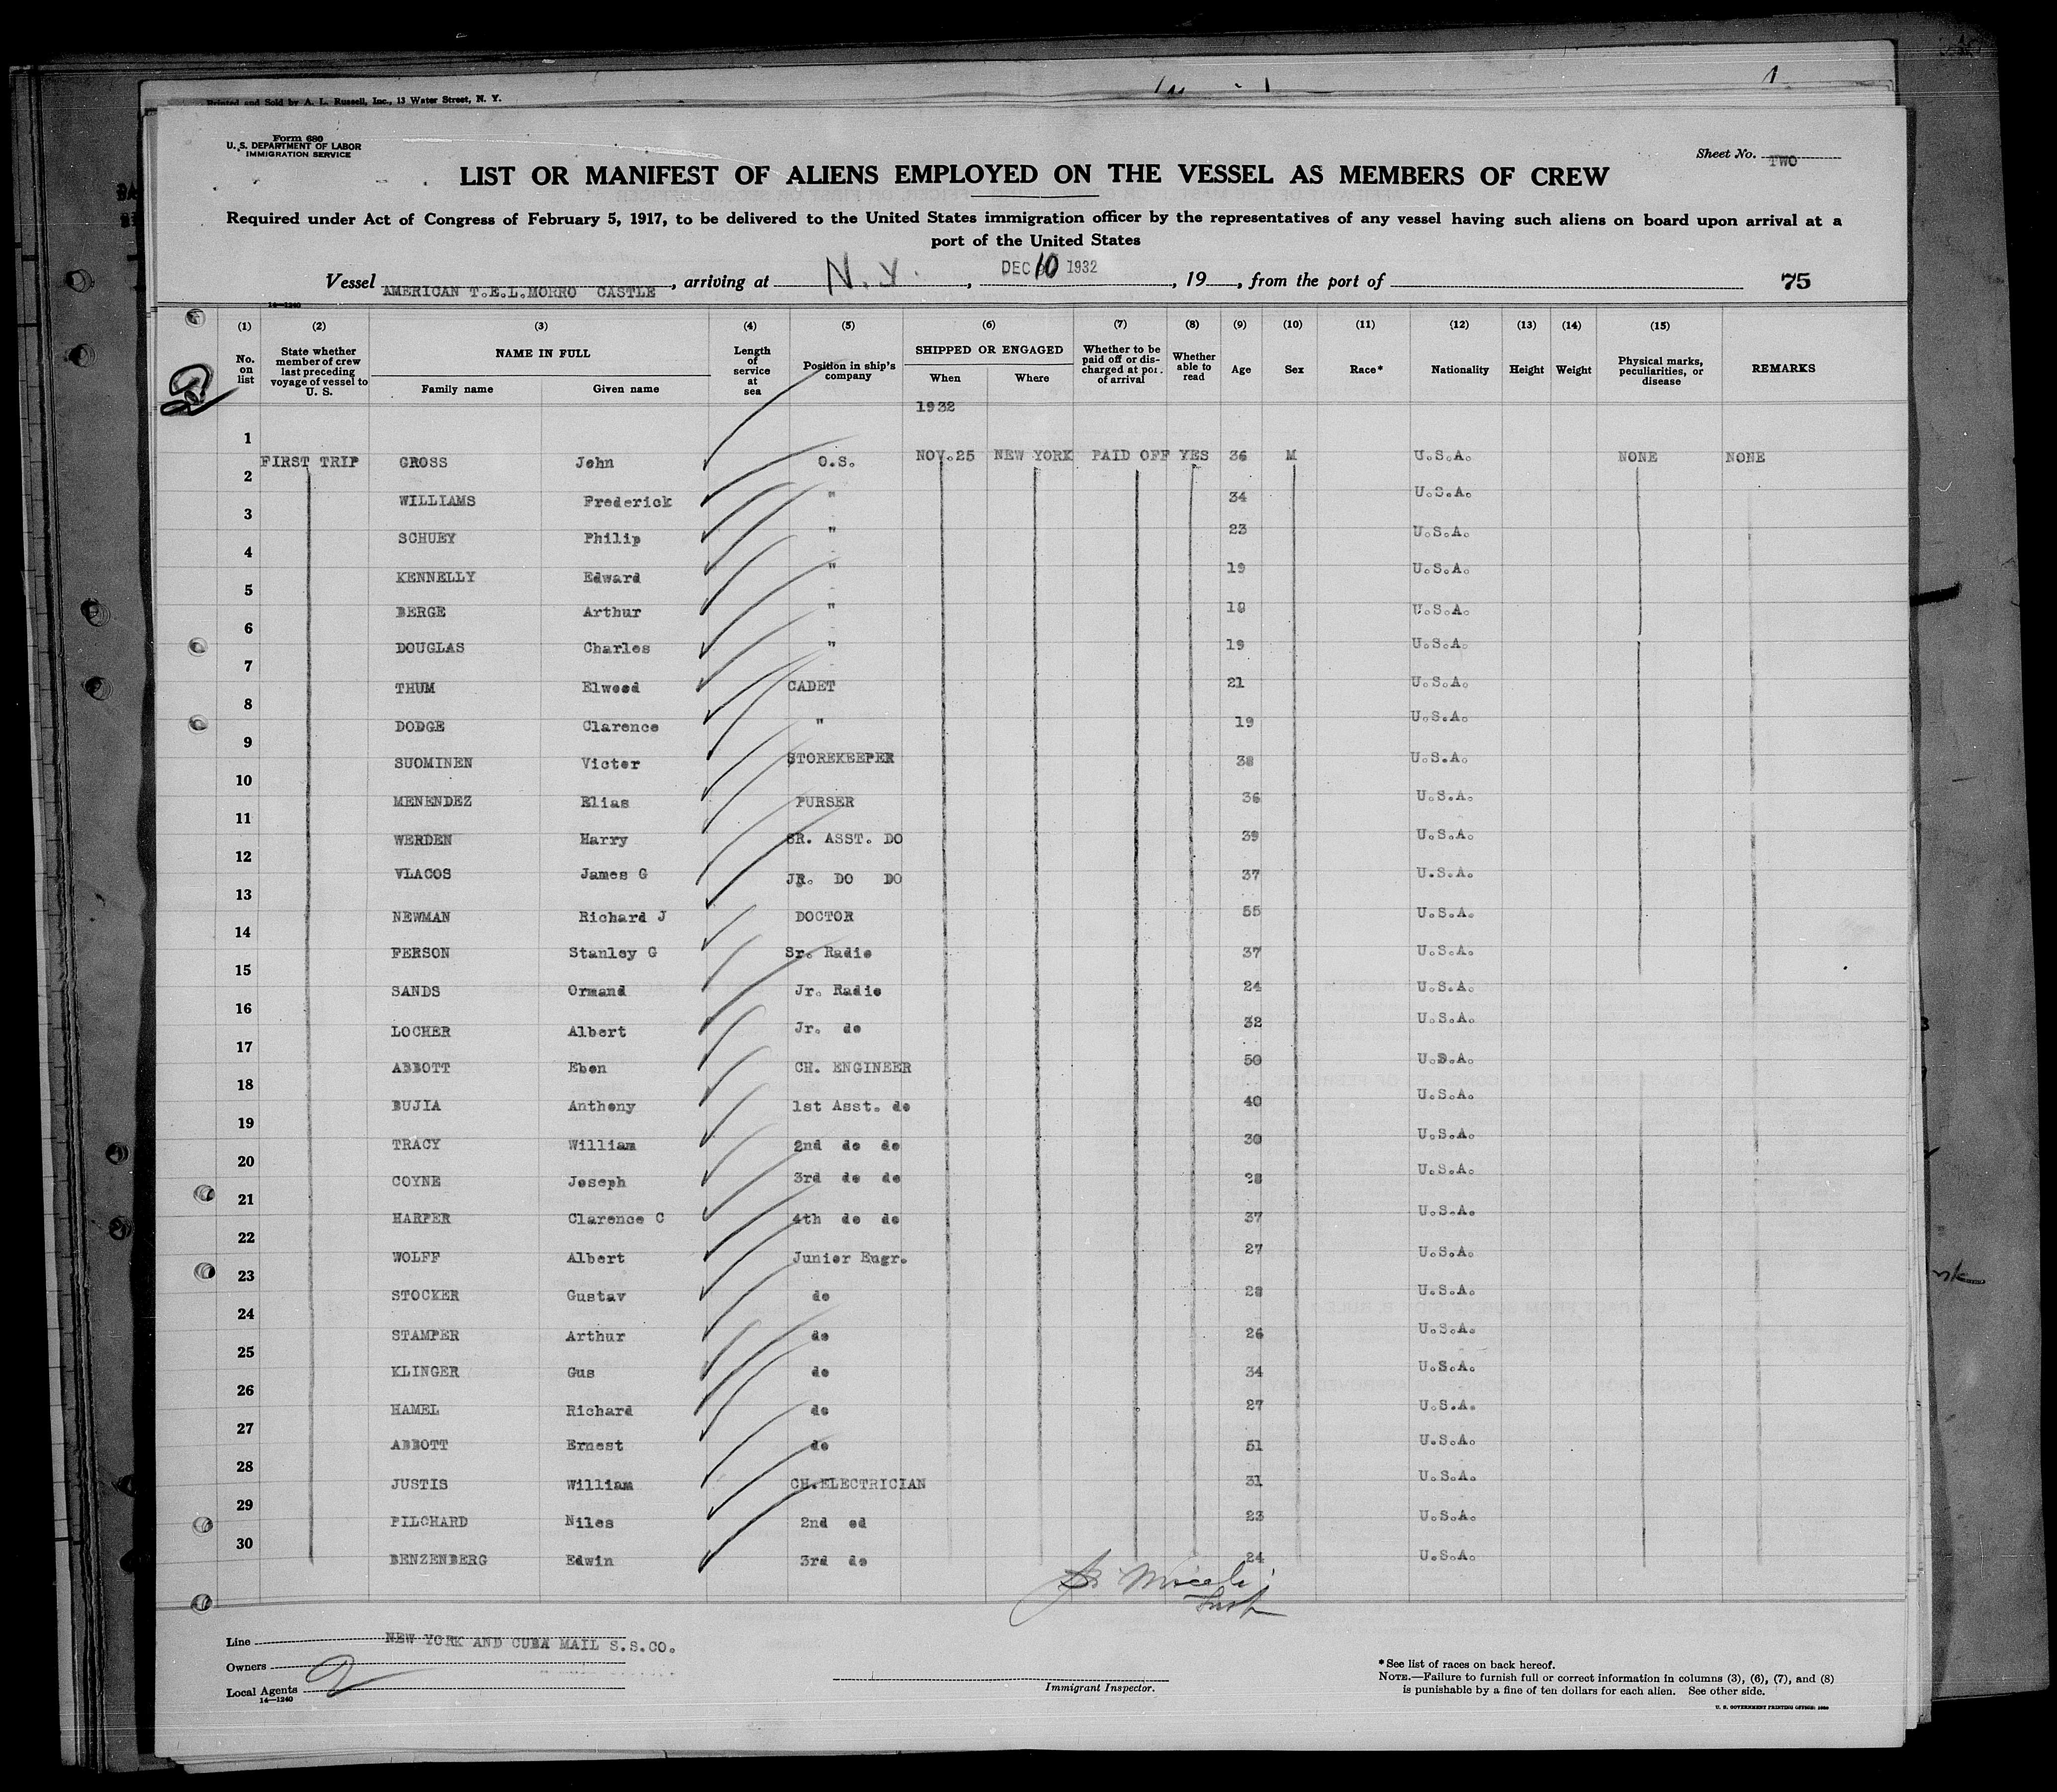 Printed and Sold by A. L. Russell, Inc., 13 Water Street, N. Y.
Form 680
U. S. DEPARTMENT OF LABOR
IMMIGRATION SERVICE
Sheet No. TWO
LIST OR MANIFEST OF ALIENS EMPLOYED ON THE VESSEL AS MEMBERS OF CREW
Required under Act of Congress of February 5, 1917, to be delivered to the United States immigration officer by the representatives of any vessel having such aliens on board upon arrival at a
port of the United States
Vessel AMERICAN T.E.L.MORRO CASTLE, arriving at N.Y., DEC 10 1932, 19, from the port of 75
14—1240
(1) (2) (3) (4) (5) (6) (7) (8) (9) (10) (11) (12) (13) (14) (15)
No. on list State whether member of crew last preceding voyage of vessel to U. S. NAME IN FULL Family name Given name Length of service at sea Position in ship's company SHIPPED OR ENGAGED When Where Whether to be paid off or discharged at port of arrival Whether able to read Age Sex Race* Nationality Height Weight Physical marks, peculiarities, or disease REMARKS
1932
1 FIRST TRIP GROSS John O.S. NOV.25 NEW YORK PAID OFF YES 36 M U.S.A. NONE NONE
2 WILLIAMS Frederick " 34 U.S.A.
3 SCHUEY Philip " 23 U.S.A.
4 KENNELLY Edward " 19 U.S.A.
5 BERGE Arthur " U.S.A.
6 DOUGLAS Charles " 19 U.S.A.
7 THUM Elwood CADET 21 U.S.A.
8 DODGE Clarence " 19 U.S.A.
9 SUOMINEN Victor STOREKEEPER 38 U.S.A.
10 MENENDEZ Elias PURSER 36 U.S.A.
11 WERDEN Harry SR. ASST. DO 39 U.S.A.
12 VLACOS James G JR. DO DO 37 U.S.A.
13 NEWMAN Richard J DOCTOR 55 U.S.A.
14 FERSON Stanley G Sr. Radio 37 U.S.A.
15 SANDS Ormand Jr. Radio 24 U.S.A.
16 LOCHER Albert Jr. do 32 U.S.A.
17 ABBOTT Eben CH. ENGINEER 50 U.S.A.
18 BUJIA Anthony 1st Asst. do 40 U.S.A.
19 TRACY William 2nd do do 30 U.S.A.
20 COYNE Joseph 3rd do do 28 U.S.A.
21 HARPER Clarence C 4th do do 37 U.S.A.
22 WOLFF Albert Junior Engr. 27 U.S.A.
23 STOCKER Gustav do 28 U.S.A.
24 STAMPER Arthur do 26 U.S.A.
25 KLINGER Gus do 34 U.S.A.
26 HAMEL Richard do 27 U.S.A.
27 ABBOTT Ernest do 51 U.S.A.
28 JUSTIS William CH.ELECTRICIAN 31 U.S.A.
29 PILCHARD Niles 2nd od 23 U.S.A.
30 BENZENBERG Edwin 3rd do 24 U.S.A.
Line NEW YORK AND CUBA MAIL S.S.CO.
Owners
Local Agents 2
14—1240
Immigrant Inspector.
*See list of races on back hereof.
NOTE.—Failure to furnish full or correct information in columns (3), (6), (7), and (8)
is punishable by a fine of ten dollars for each alien. See other side.